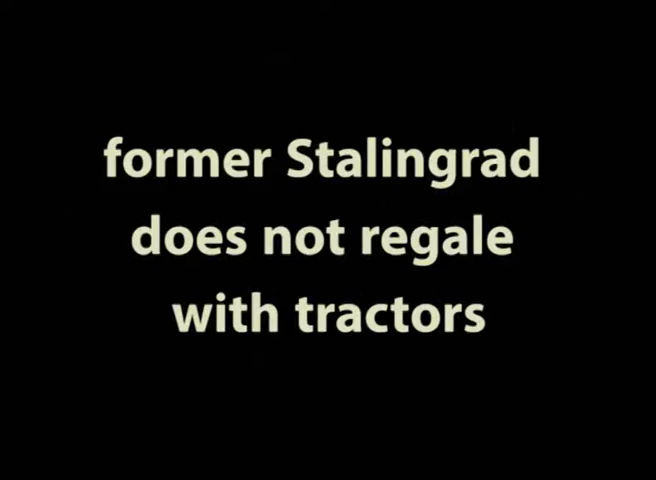 former Stalingrad
does not regale
with tractors